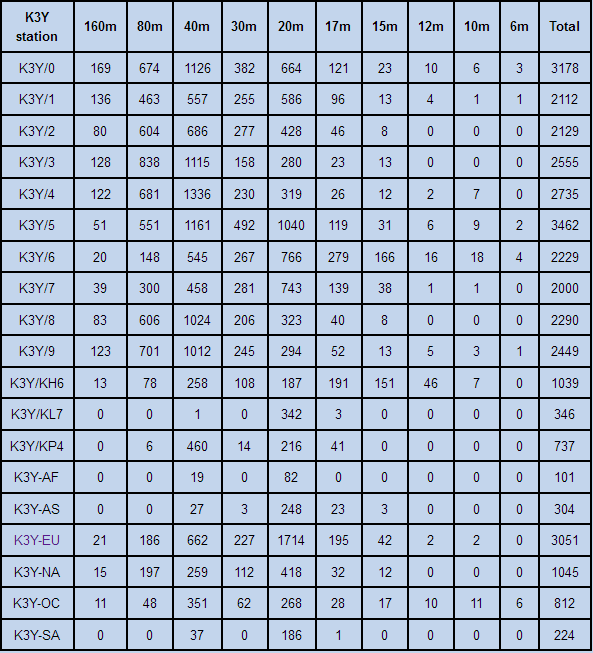 K3Y station 160m 80m 40m 30m 20m 17m 15m 12m 10m 6m Total
K3Y/0 169 674 1126 382 664 121 23 10 6 3 3178
K3Y/1 136 463 557 255 586 96 13 4 1 1 2112
K3Y/2 80 604 686 277 428 46 8 0 0 0 2129
K3Y/3 128 838 1115 158 280 23 13 0 0 0 2555
K3Y/4 122 681 1336 230 319 26 12 2 7 0 2735
K3Y/5 51 551 1161 492 1040 119 31 6 9 2 3462
K3Y/6 20 148 545 267 766 279 166 16 18 4 2229
K3Y/7 39 300 458 281 743 139 38 1 1 0 2000
K3Y/8 83 606 1024 206 323 40 8 0 0 0 2290
K3Y/9 123 701 1012 245 294 52 13 5 3 1 2449
K3Y/KH6 13 78 258 108 187 191 151 46 7 0 1039
K3Y/KL7 0 0 1 0 342 3 0 0 0 0 346
K3Y/KP4 0 6 460 14 216 41 0 0 0 0 737
K3Y-AF 0 0 19 0 82 0 0 0 0 0 101
K3Y-AS 0 0 27 3 248 23 3 0 0 0 304
K3Y-EU 21 186 662 227 1714 195 42 2 2 0 3051
K3Y-NA 15 197 259 112 418 32 12 0 0 0 1045
K3Y-OC 11 48 351 62 268 28 17 10 11 6 812
K3Y-SA 0 0 37 0 186 1 0 0 0 0 224